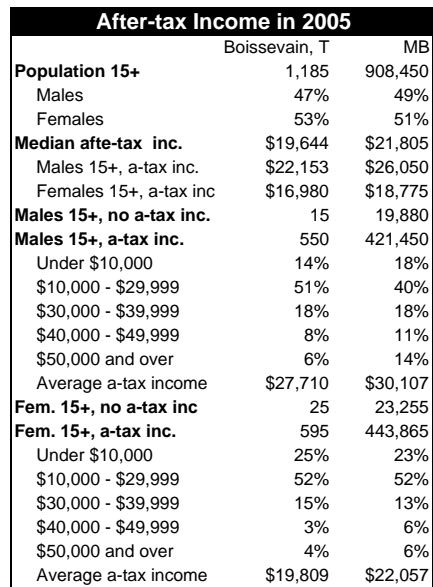 After-tax Income in 2005
Boissevain, T MB
Population 15+ 1,185 908,450
Males 47% 49%
Females 53% 51%
Median afte-tax inc. $19,644 $21,805
Males 15+, a-tax inc. $22,153 $26,050
Females 15+, a-tax inc $16,980 $18,775
Males 15+, no a-tax inc. 15 19,880
Males 15+, a-tax inc. 550 421,450
Under $10,000 14% 18%
$10,000 - $29,999 51% 40%
$30,000 - $39,999 18% 18%
$40,000 - $49,999 8% 11%
$50,000 and over 6% 14%
Average a-tax income $27,710 $30,107
Fem. 15+, no a-tax inc 25 23,255
Fem. 15+, a-tax inc. 595 443,865
Under $10,000 25% 23%
$10,000 - $29,999 52% 52%
$30,000 - $39,999 15% 13%
$40,000 - $49,999 3% 6%
$50,000 and over 4% 6%
Average a-tax income $19,809 $22,057